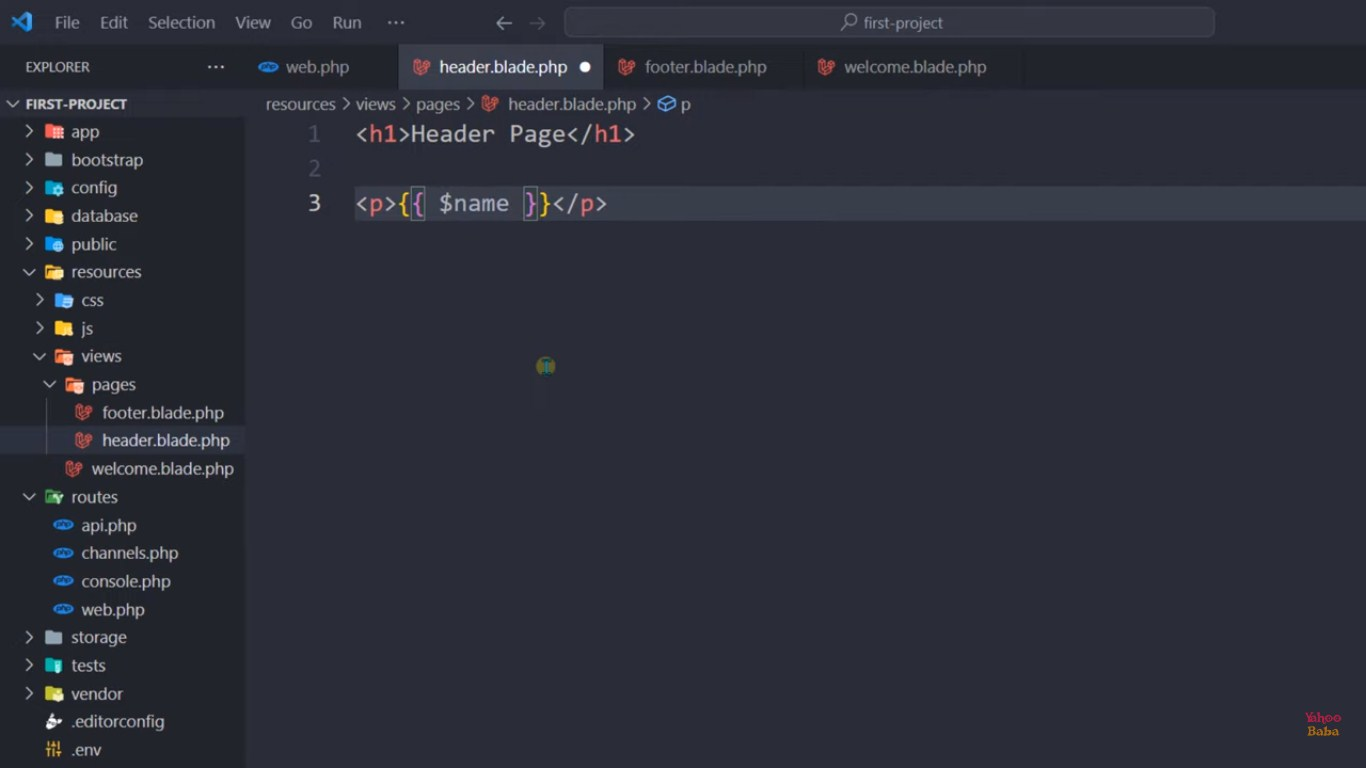 File Edit Selection View Go Run ··· first-project
EXPLORER ··· web.php header.blade.php footer.blade.php welcome.blade.php
FIRST-PROJECT
resources > views > pages > header.blade.php > p
app
bootstrap
config
database
public
resources
css
js
views
pages
footer.blade.php
header.blade.php
welcome.blade.php
routes
api.php
channels.php
console.php
web.php
storage
tests
vendor
.editorconfig
.env
1 <h1>Header Page</h1>
2
3 <p>{{ $name }}</p>
Yahoo
Baba